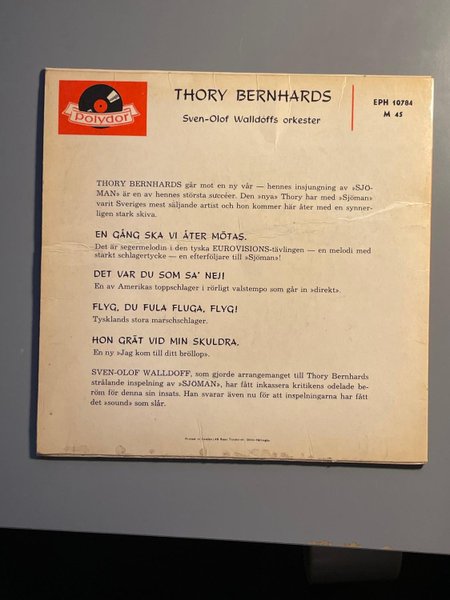 polydor
THORY BERNHARDS
Sven-Olof Walldoffs orkester
EPH 10784
M 45
THORY BERNHARDS går mot en ny vår — hennes insjungning av »SJÖ-
MAN» är en av hennes största succéer. Den »nya» Thory har med »Sjöman»
varit Sveriges mest säljande artist och hon kommer här åter med en synner-
ligen stark skiva.
EN GÅNG SKA VI ÅTER MÖTAS.
Det är segermelodin i den tyska EUROVISIONS-tävlingen — en melodi med
starkt schlagertycke — en efterföljare till »Sjöman»!
DET VAR DU SOM SA' NEJ!
En av Amerikas toppschlager i rörligt valstempo som går in »direkt».
FLYG, DU FULA FLUGA, FLYG!
Tysklands stora marschschlager.
HON GRÄT VID MIN SKULDRA.
En ny »Jag kom till ditt bröllop».
SVEN-OLOF WALLDOFF, som gjorde arrangemanget till Thory Bernhards
strålande inspelning av »SJÖMAN», har fått inkassera kritikens odelade be-
röm för denna sin insats. Han svarar även nu för att inspelningarna har fått
det »sound» som slår.
Printed in Sweden